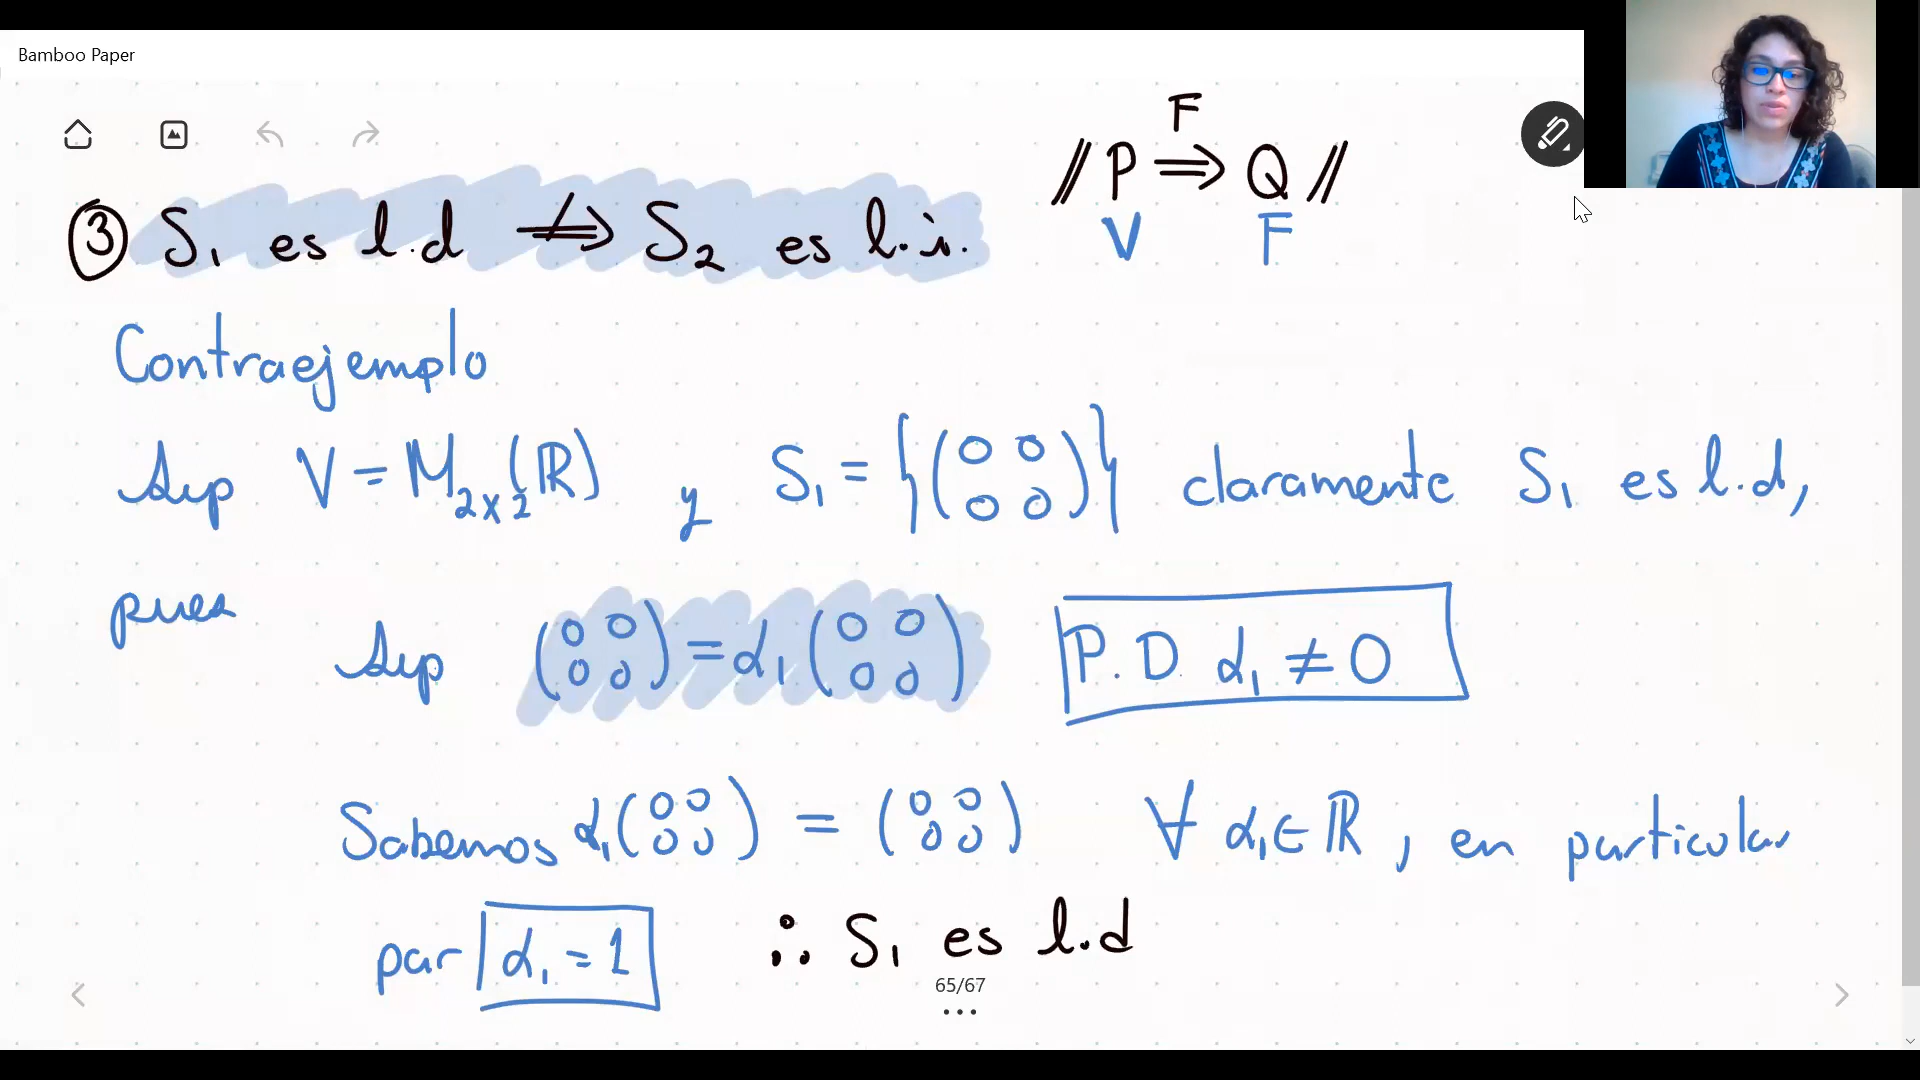 Bamboo Paper
F
// P ⟹ Q //
V F
③ S₁ es l.d ⇏ S₂ es l.i.
Contraejemplo
Sup V = M₂ₓ₂(ℝ) y S₁ = {(0 0 / 0 0)} claramente S₁ es l.d,
pues
Sup (0 0 / 0 0) = α₁ (0 0 / 0 0) P.D. α₁ ≠ 0
Sabemos α₁ (0 0 / 0 0) = (0 0 / 0 0) ∀ α₁ ∈ ℝ, en particular
par α₁ = 1 ∴ S₁ es l.d
65/67